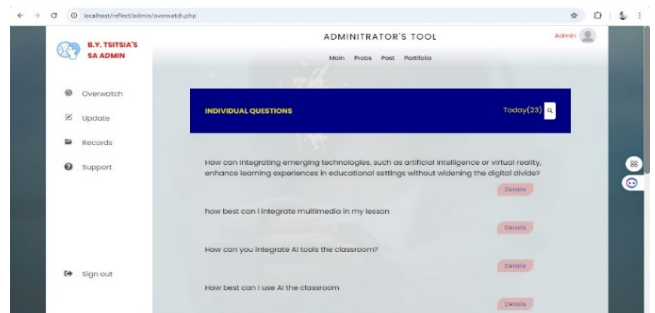 localhost/reflect/admin/overwatch.php
B.Y. TSITSIA'S
SA ADMIN
ADMINITRATOR'S TOOL
Admin
Main Probs Post Portfolio
Overwatch
Update
Records
Support
Sign out
INDIVIDUAL QUESTIONS
Today(23)
How can integrating emerging technologies, such as artificial intelligence or virtual reality,
enhance learning experiences in educational settings without widening the digital divide?
Details
how best can i integrate multimedia in my lesson
Details
How can you integrate AI tools the classroom?
Details
How best can i use AI the classroom
Details